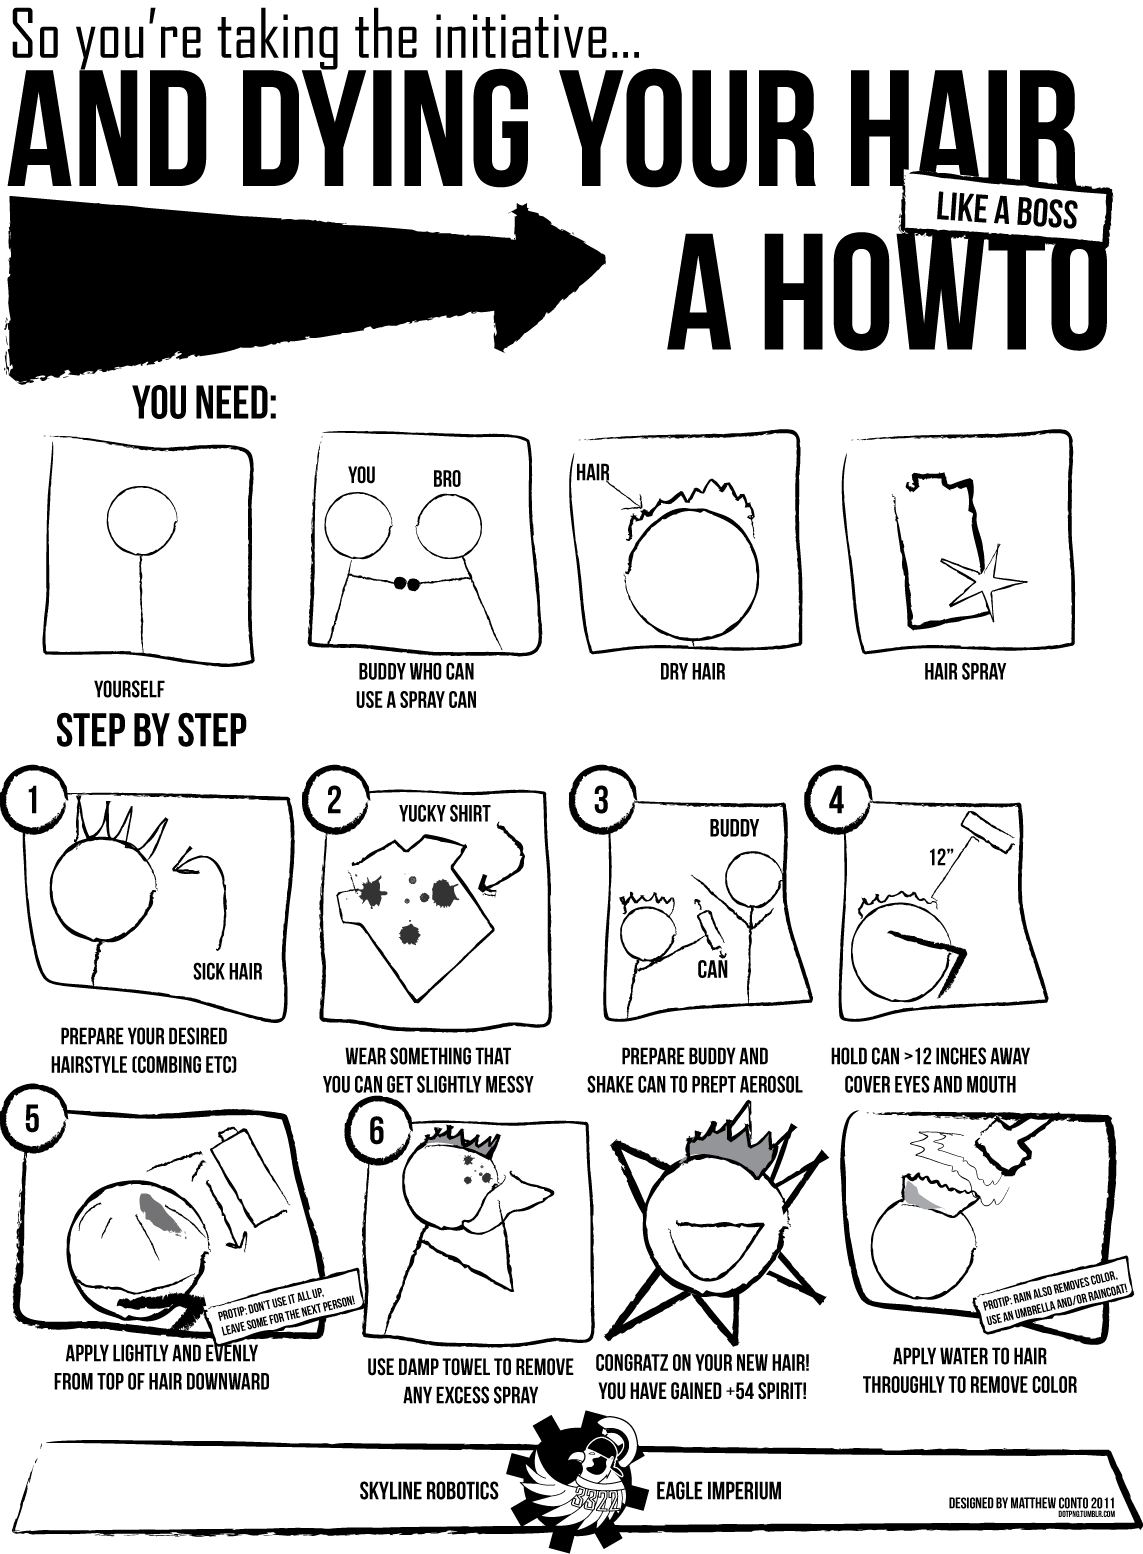 So you're taking the initiative...
AND DYING YOUR HAIR
LIKE A BOSS
A HOWTO
YOU NEED:
YOU
BRO
HAIR
YOURSELF
BUDDY WHO CAN
USE A SPRAY CAN
DRY HAIR
HAIR SPRAY
STEP BY STEP
1
SICK HAIR
PREPARE YOUR DESIRED
HAIRSTYLE (COMBING ETC)
2
YUCKY SHIRT
WEAR SOMETHING THAT
YOU CAN GET SLIGHTLY MESSY
3
BUDDY
CAN
PREPARE BUDDY AND
SHAKE CAN TO PREPT AEROSOL
4
12"
HOLD CAN >12 INCHES AWAY
COVER EYES AND MOUTH
5
PROTIP: DON'T USE IT ALL UP,
LEAVE SOME FOR THE NEXT PERSON!
APPLY LIGHTLY AND EVENLY
FROM TOP OF HAIR DOWNWARD
6
USE DAMP TOWEL TO REMOVE
ANY EXCESS SPRAY
CONGRATZ ON YOUR NEW HAIR!
YOU HAVE GAINED +54 SPIRIT!
PROTIP: RAIN ALSO REMOVES COLOR,
USE AN UMBRELLA AND/OR RAINCOAT!
APPLY WATER TO HAIR
THROUGHLY TO REMOVE COLOR
SKYLINE ROBOTICS
3322
EAGLE IMPERIUM
DESIGNED BY MATTHEW CONTO 2011
DOTPNG.TUMBLR.COM